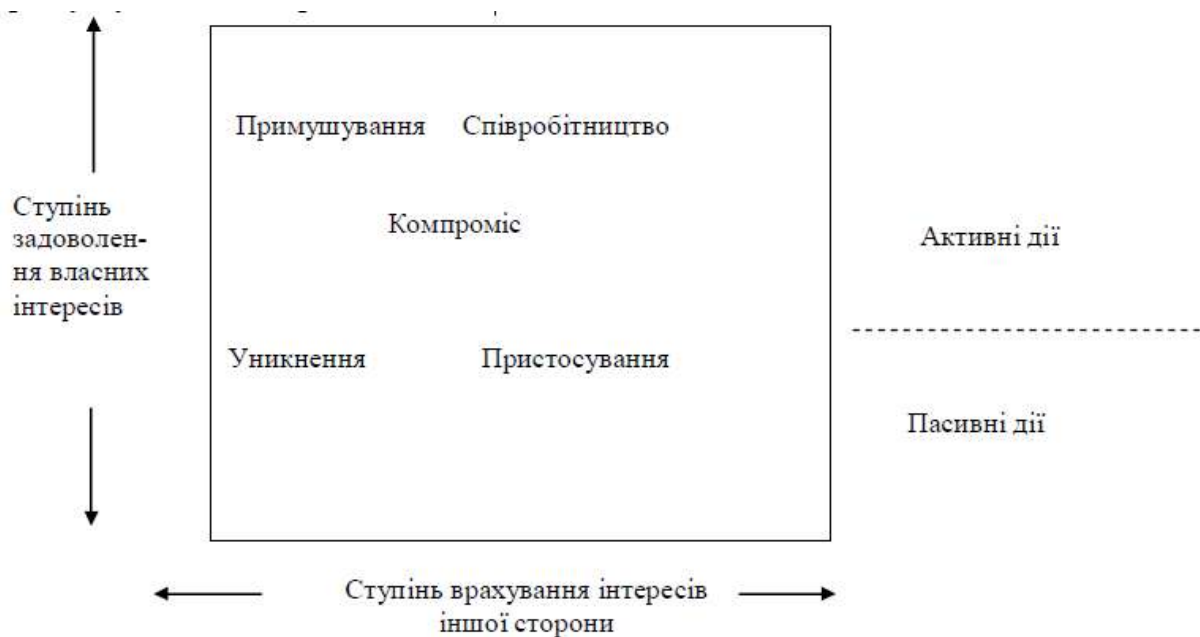 Примушування Співробітництво
Ступінь
задоволен-
ня власних
інтересів
Компроміс
Активні дії
Уникнення Пристосування
Пасивні дії
Ступінь врахування інтересів
іншої сторони